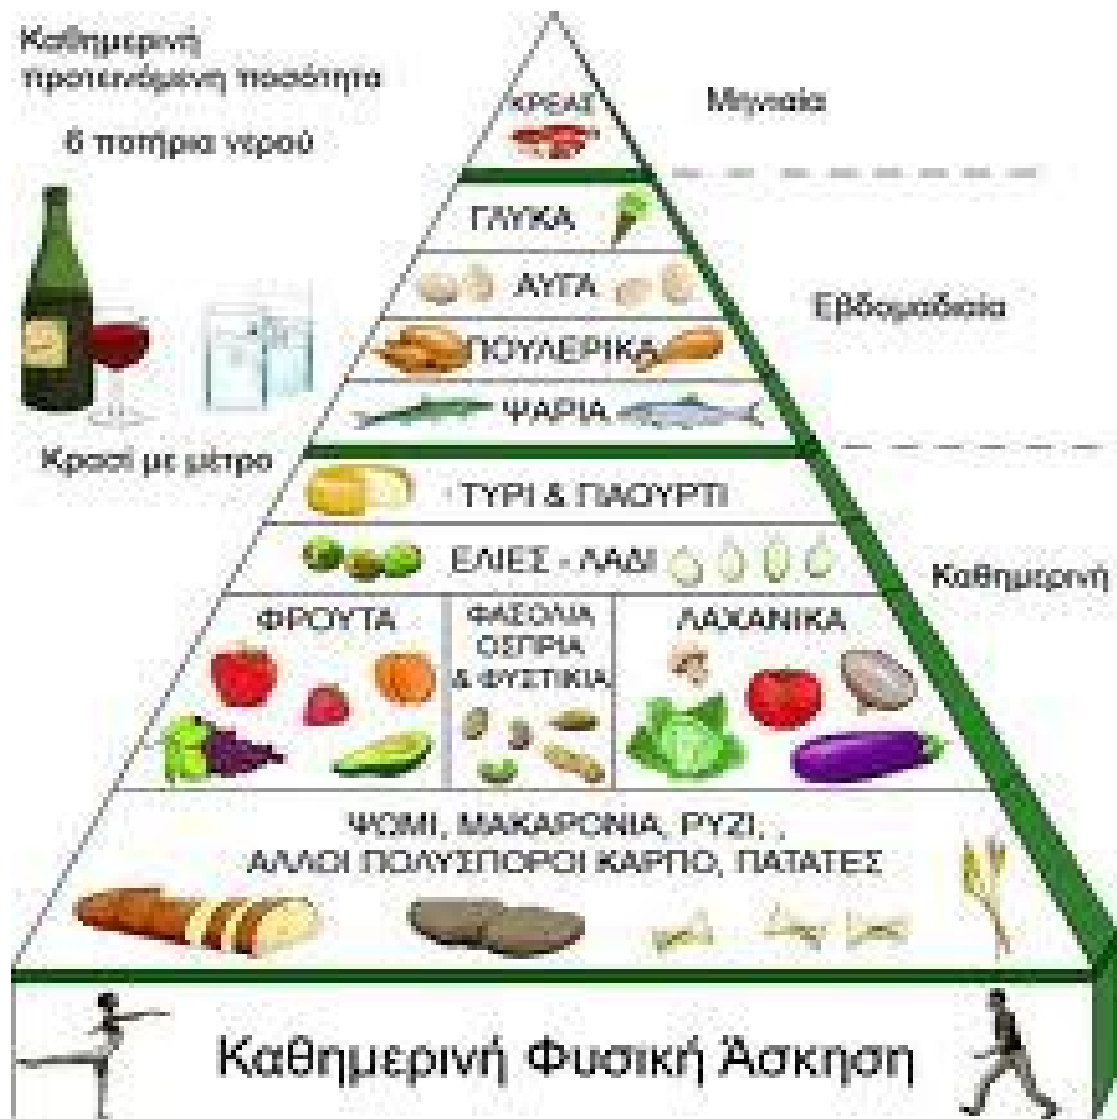 Καθημερινή
προτεινόμενη ποσότητα
6 ποτήρια νερού
Κρασί με μέτρο
ΚΡΕΑΣ
Μηνιαία
ΓΛΥΚΑ
ΑΥΓΑ
Εβδομαδιαία
ΠΟΥΛΕΡΙΚΑ
ΨΑΡΙΑ
ΤΥΡΙ & ΓΙΑΟΥΡΤΙ
ΕΛΙΕΣ - ΛΑΔΙ
Καθημερινή
ΦΡΟΥΤΑ
ΦΑΣΟΛΙΑ
ΟΣΠΡΙΑ
& ΦΥΣΤΙΚΙΑ
ΛΑΧΑΝΙΚΑ
ΨΩΜΙ, ΜΑΚΑΡΟΝΙΑ, ΡΥΖΙ, ,
ΑΛΛΟΙ ΠΟΛΥΣΠΟΡΟΙ ΚΑΡΠΟ, ΠΑΤΑΤΕΣ
Καθημερινή Φυσική Άσκηση